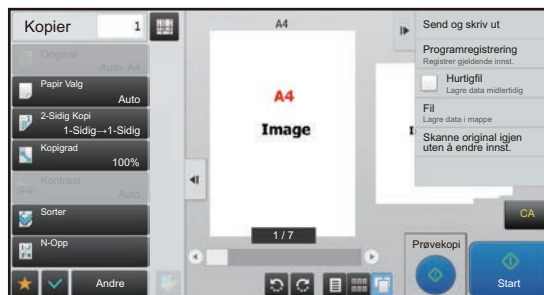 Kopier 1
Original
Auto A4
Papir Valg
Auto
2-Sidig Kopi
1-Sidig→1-Sidig
Kopigrad
100%
Kontrast
Auto
Sorter
N-Opp
Andre
A4
A4
Image
1 / 7
Send og skriv ut
Programregistrering
Registrer gjeldende innst.
Hurtigfil
Lagre data midlertidig
Fil
Lagre data i mappe
Skanne original igjen
uten å endre innst.
CA
Prøvekopi
Start